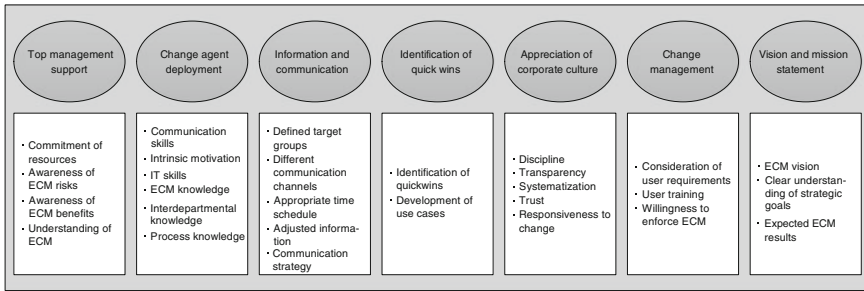 Top management
support
Change agent
deployment
Information and
communication
Identification of
quick wins
Appreciation of
corporate culture
Change
management
Vision and mission
statement
· Commitment of
resources
· Awareness of
ECM risks
· Awareness of
ECM benefits
· Understanding of
ECM
· Communication
skills
· Intrinsic motivation
· IT skills
· ECM knowledge
· Interdepartmental
knowledge
· Process knowledge
· Defined target
groups
· Different
communication
channels
· Appropriate time
schedule
· Adjusted informa-
tion
· Communication
strategy
· Identification of
quickwins
· Development of
use cases
· Discipline
· Transparency
· Systematization
· Trust
· Responsiveness to
change
· Consideration of
user requirements
· User training
· Willingness to
enforce ECM
· ECM vision
· Clear understan-
ding of strategic
goals
· Expected ECM
results